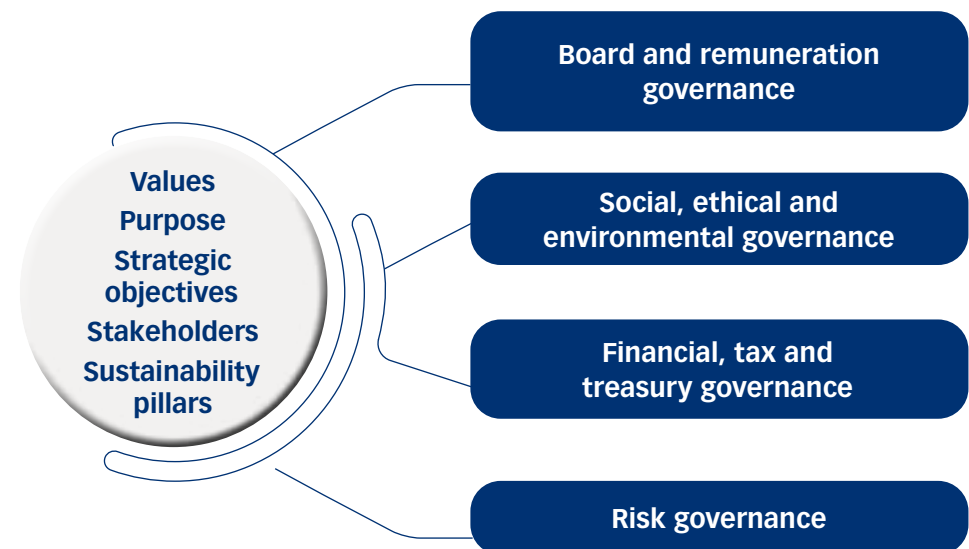 Values
Purpose
Strategic
objectives
Stakeholders
Sustainability
pillars
Board and remuneration
governance
Social, ethical and
environmental governance
Financial, tax and
treasury governance
Risk governance